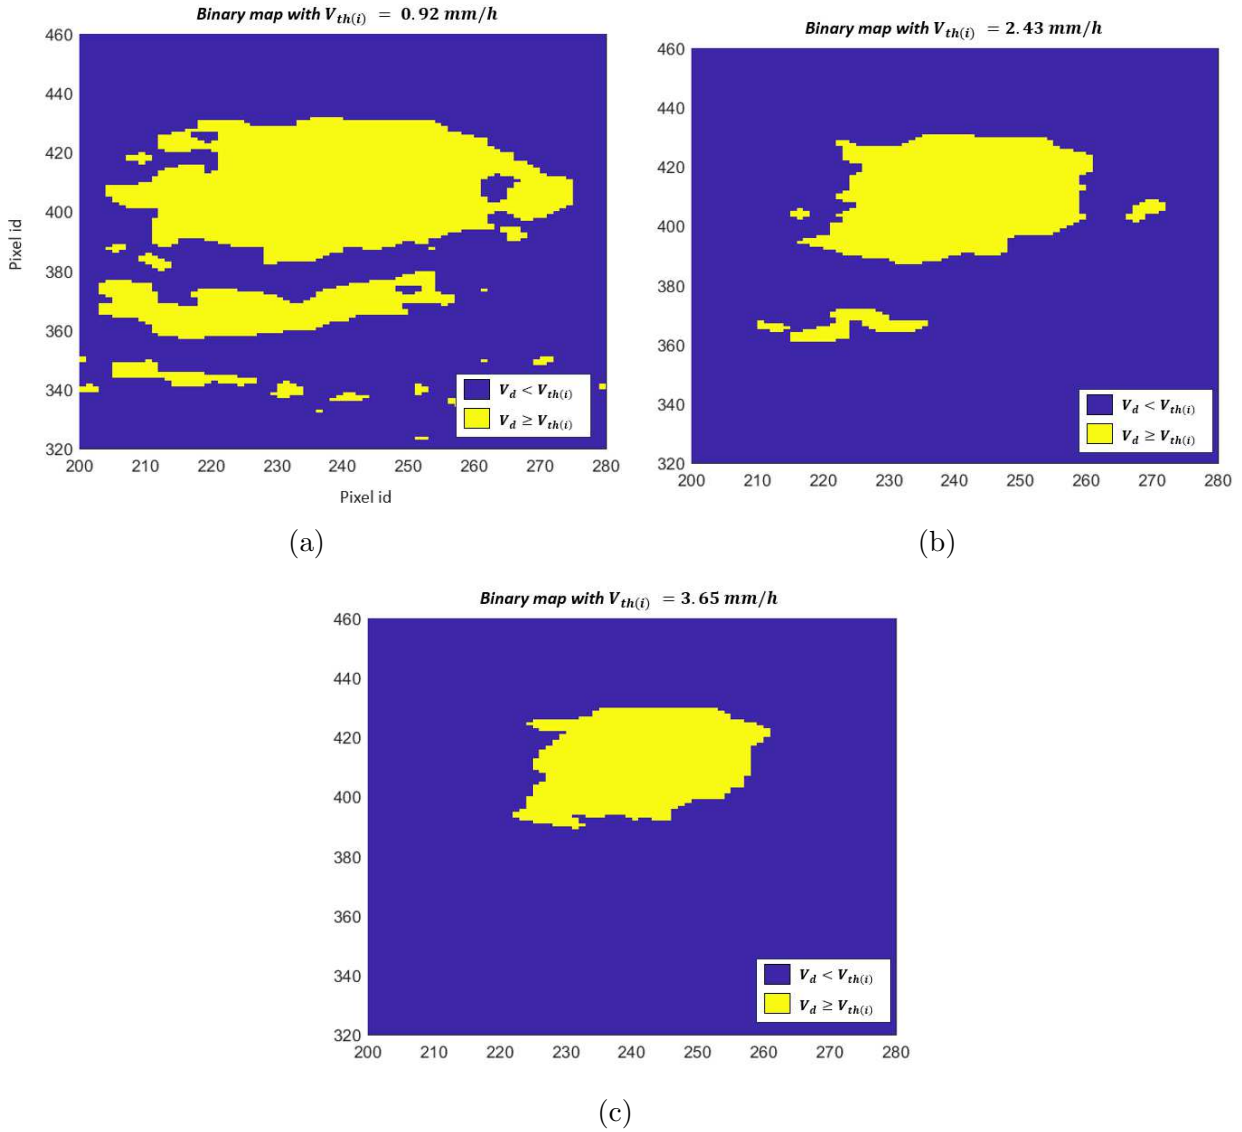 Binary map with V_th(i) = 0.92 mm/h
460
440
420
400
380
360
340
320
Pixel id
200 210 220 230 240 250 260 270 280
Pixel id
V_d < V_th(i)
V_d ≥ V_th(i)
(a)
Binary map with V_th(i) = 2.43 mm/h
460
440
420
400
380
360
340
320
200 210 220 230 240 250 260 270 280
V_d < V_th(i)
V_d ≥ V_th(i)
(b)
Binary map with V_th(i) = 3.65 mm/h
460
440
420
400
380
360
340
320
200 210 220 230 240 250 260 270 280
V_d < V_th(i)
V_d ≥ V_th(i)
(c)